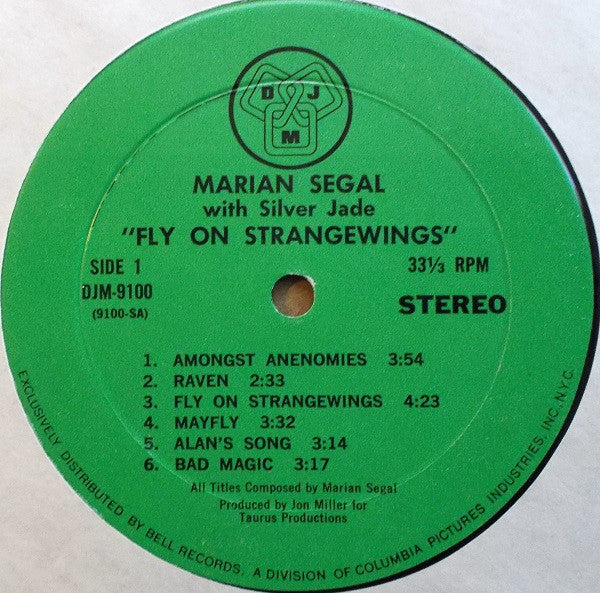 D J
M
MARIAN SEGAL
with Silver Jade
"FLY ON STRANGEWINGS"
SIDE 1
33⅓ RPM
DJM-9100
(9100-SA)
STEREO
1. AMONGST ANENOMIES 3:54
2. RAVEN 2:33
3. FLY ON STRANGEWINGS 4:23
4. MAYFLY 3:32
5. ALAN'S SONG 3:14
6. BAD MAGIC 3:17
All Titles Composed by Marian Segal
Produced by Jon Miller for
Taurus Productions
EXCLUSIVELY DISTRIBUTED BY BELL RECORDS, A DIVISION OF COLUMBIA PICTURES INDUSTRIES, INC., N.Y.C.